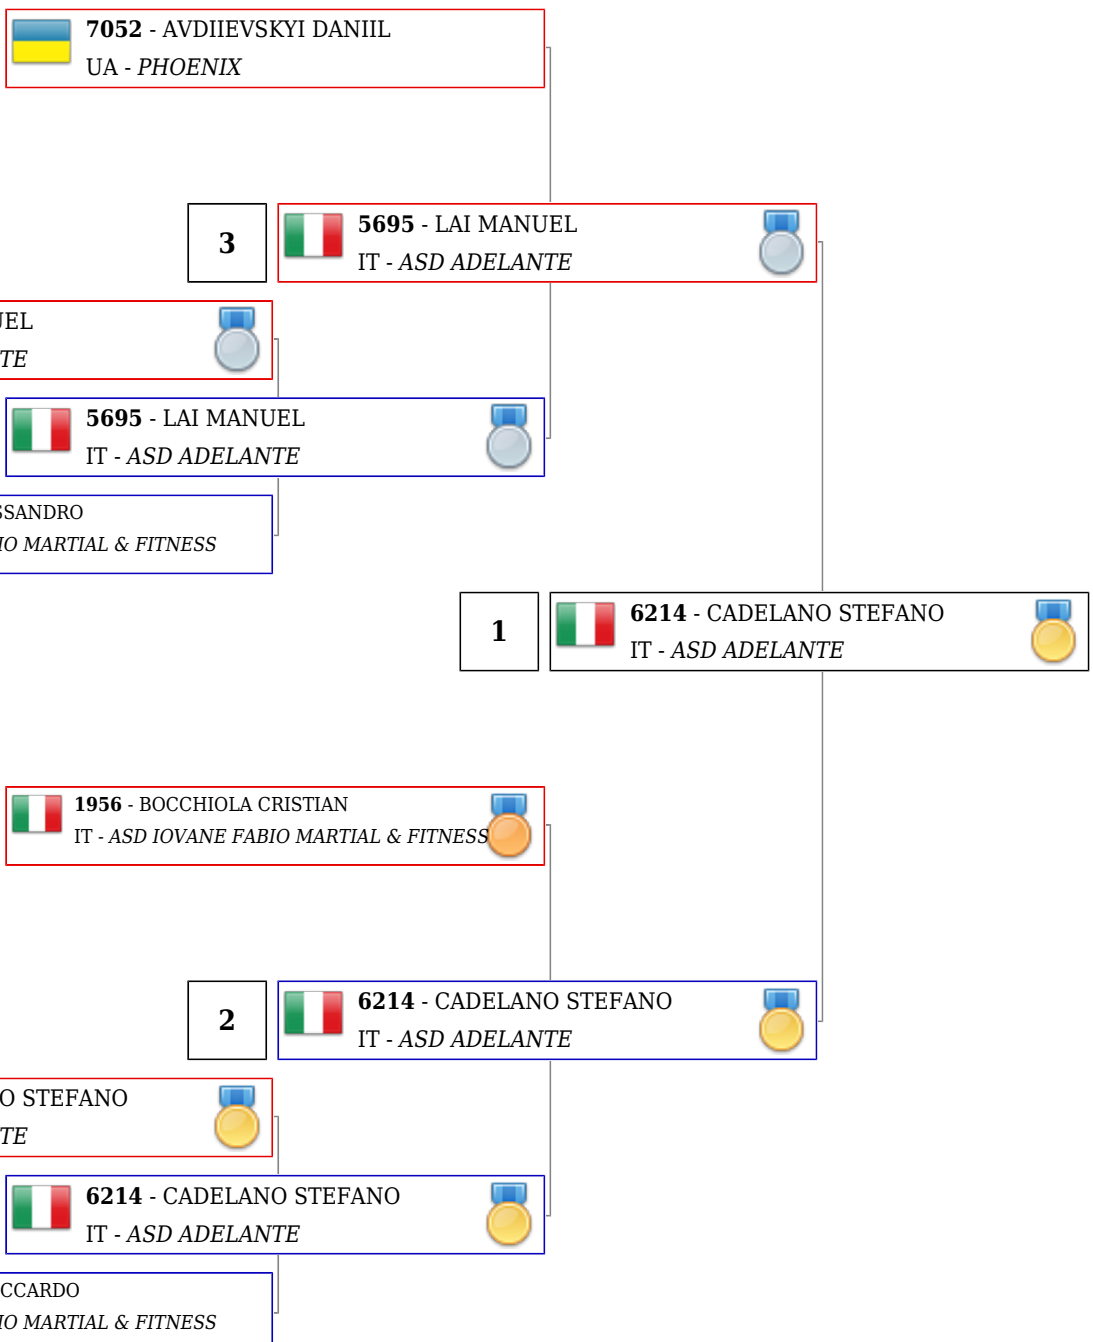 7052 - AVDIIEVSKYI DANIIL
UA - PHOENIX
3
5695 - LAI MANUEL
IT - ASD ADELANTE
5695 - LAI MANUEL
IT - ASD ADELANTE
MARTIAL & FITNESS
1
6214 - CADELANO STEFANO
IT - ASD ADELANTE
1956 - BOCCHIOLA CRISTIAN
IT - ASD IOVANE FABIO MARTIAL & FITNESS
2
6214 - CADELANO STEFANO
IT - ASD ADELANTE
STEFANO
6214 - CADELANO STEFANO
IT - ASD ADELANTE
MARTIAL & FITNESS